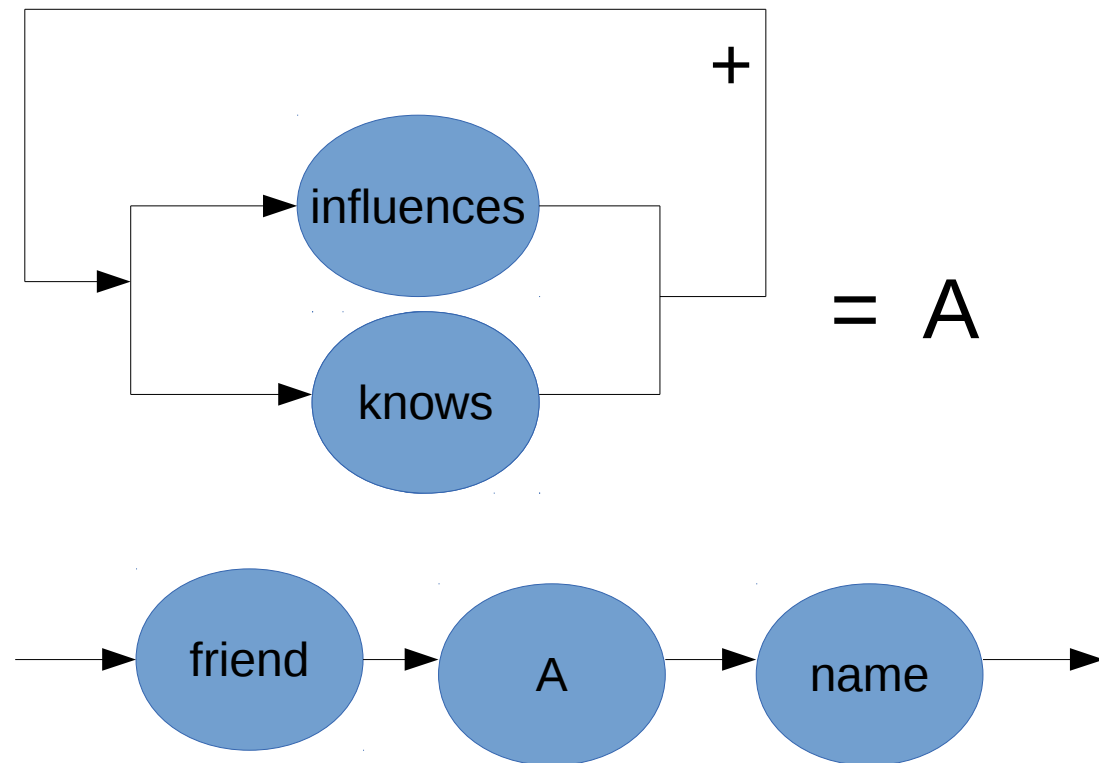 +
influences
= A
knows
friend
A
name